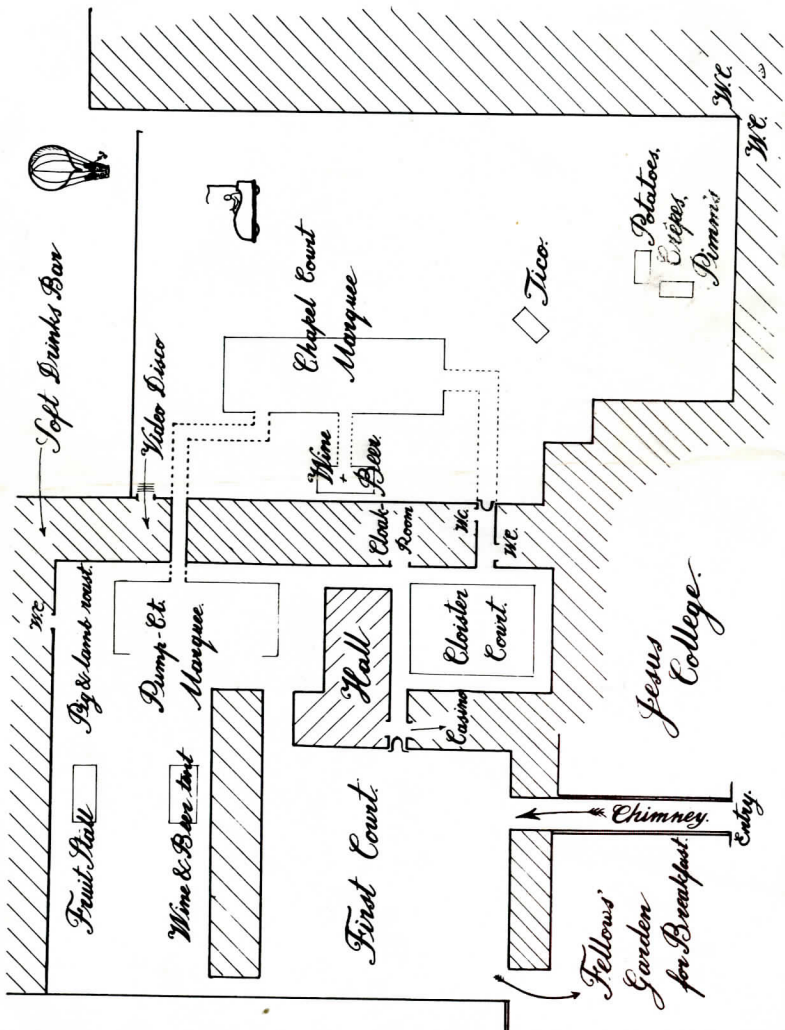 Soft Drinks Bar
Video Disco
W.C.
W.C.
Chapel Court
Marquee
Tico.
Potatoes,
Crêpes,
Pimm's
Wine
+
Beer.
Cloak-
Room
W.C.
W.C.
W.C.
Pig & lamb roast.
Pump-Ct.
Marquee.
Hall
Cloister
Court.
Casino
Fruit Stall
Wine & Beer tent
First Court.
Jesus
College.
Chimney.
Entry.
Fellows'
Garden
for Breakfast.